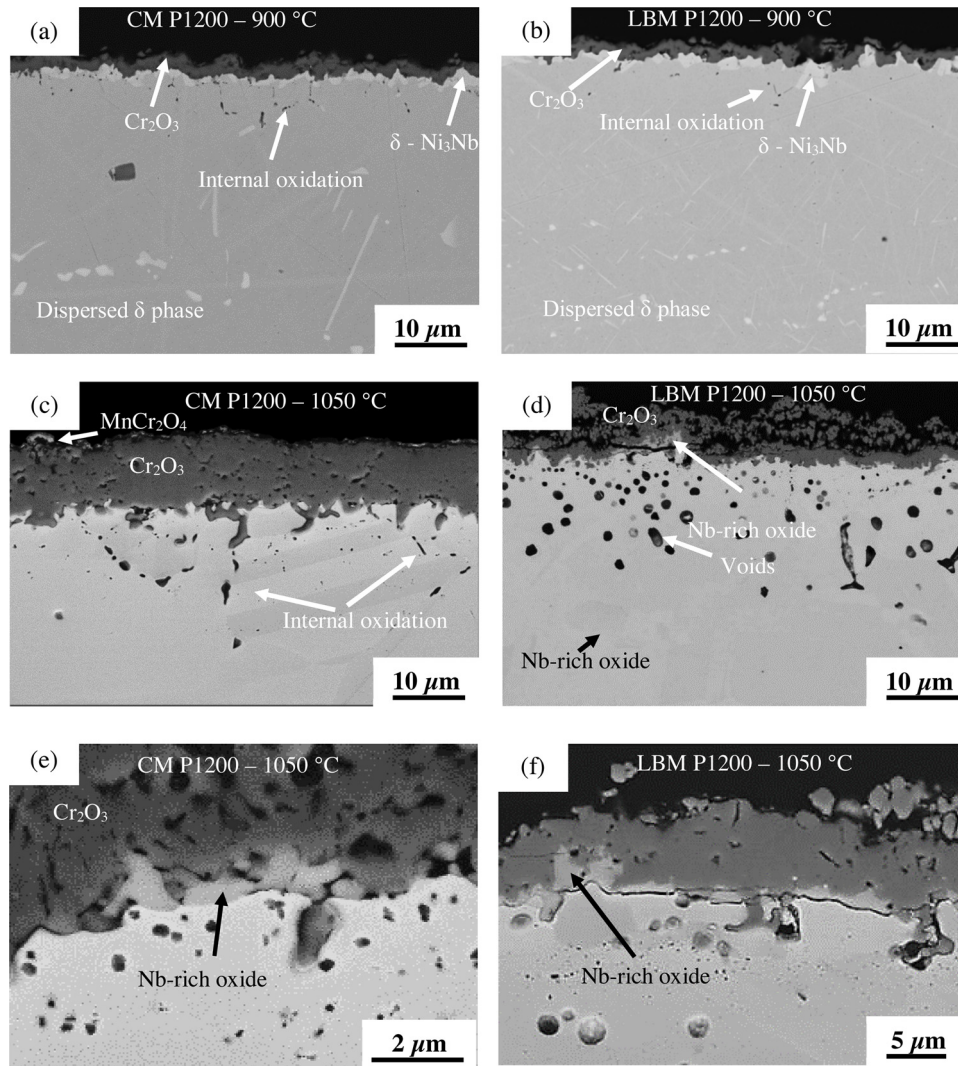 (a)
CM P1200 – 900 °C
Cr₂O₃
δ - Ni₃Nb
Internal oxidation
Dispersed δ phase
10 µm
(b)
LBM P1200 – 900 °C
Cr₂O₃
Internal oxidation
δ - Ni₃Nb
Dispersed δ phase
10 µm
(c)
CM P1200 – 1050 °C
MnCr₂O₄
Cr₂O₃
Internal oxidation
10 µm
(d)
LBM P1200 – 1050 °C
Cr₂O₃
Nb-rich oxide
Voids
Nb-rich oxide
10 µm
(e)
CM P1200 – 1050 °C
Cr₂O₃
Nb-rich oxide
2 µm
(f)
LBM P1200 – 1050 °C
Nb-rich oxide
5 µm